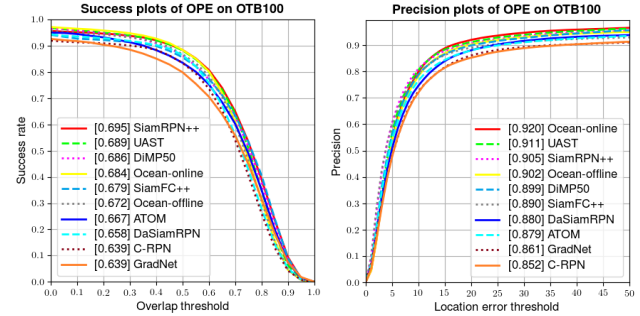 Success plots of OPE on OTB100
1.0
0.9
0.8
0.7
0.6
0.5
0.4
0.3
0.2
0.1
0.0
Success rate
[0.695] SiamRPN++
[0.689] UAST
[0.686] DiMP50
[0.684] Ocean-online
[0.679] SiamFC++
[0.672] Ocean-offline
[0.667] ATOM
[0.658] DaSiamRPN
[0.639] C-RPN
[0.639] GradNet
0.0 0.1 0.2 0.3 0.4 0.5 0.6 0.7 0.8 0.9 1.0
Overlap threshold
Precision plots of OPE on OTB100
1.0
0.9
0.8
0.7
0.6
0.5
0.4
0.3
0.2
0.1
0.0
Precision
[0.920] Ocean-online
[0.911] UAST
[0.905] SiamRPN++
[0.902] Ocean-offline
[0.899] DiMP50
[0.890] SiamFC++
[0.880] DaSiamRPN
[0.879] ATOM
[0.861] GradNet
[0.852] C-RPN
0 5 10 15 20 25 30 35 40 45 50
Location error threshold